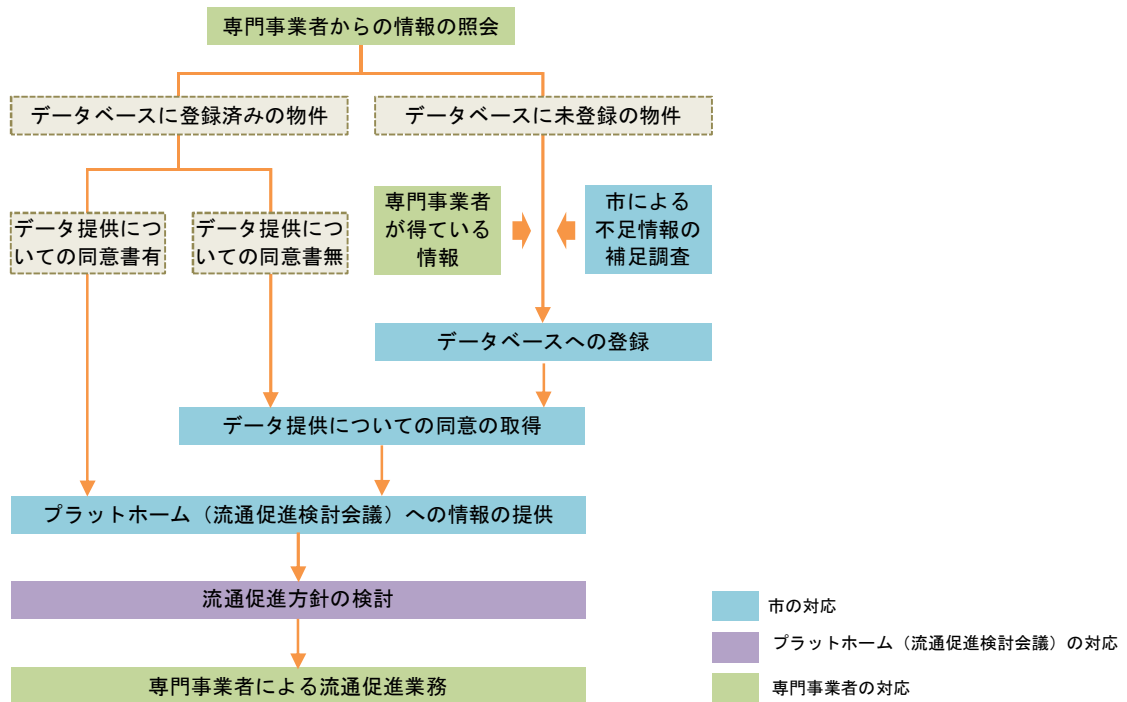 専門事業者からの情報の照会
データベースに登録済みの物件
データベースに未登録の物件
データ提供につ
いての同意書有
データ提供につ
いての同意書無
専門事業者
が得ている
情報
市による
不足情報の
補足調査
データベースへの登録
データ提供についての同意の取得
プラットホーム（流通促進検討会議）への情報の提供
流通促進方針の検討
専門事業者による流通促進業務
市の対応
プラットホーム（流通促進検討会議）の対応
専門事業者の対応